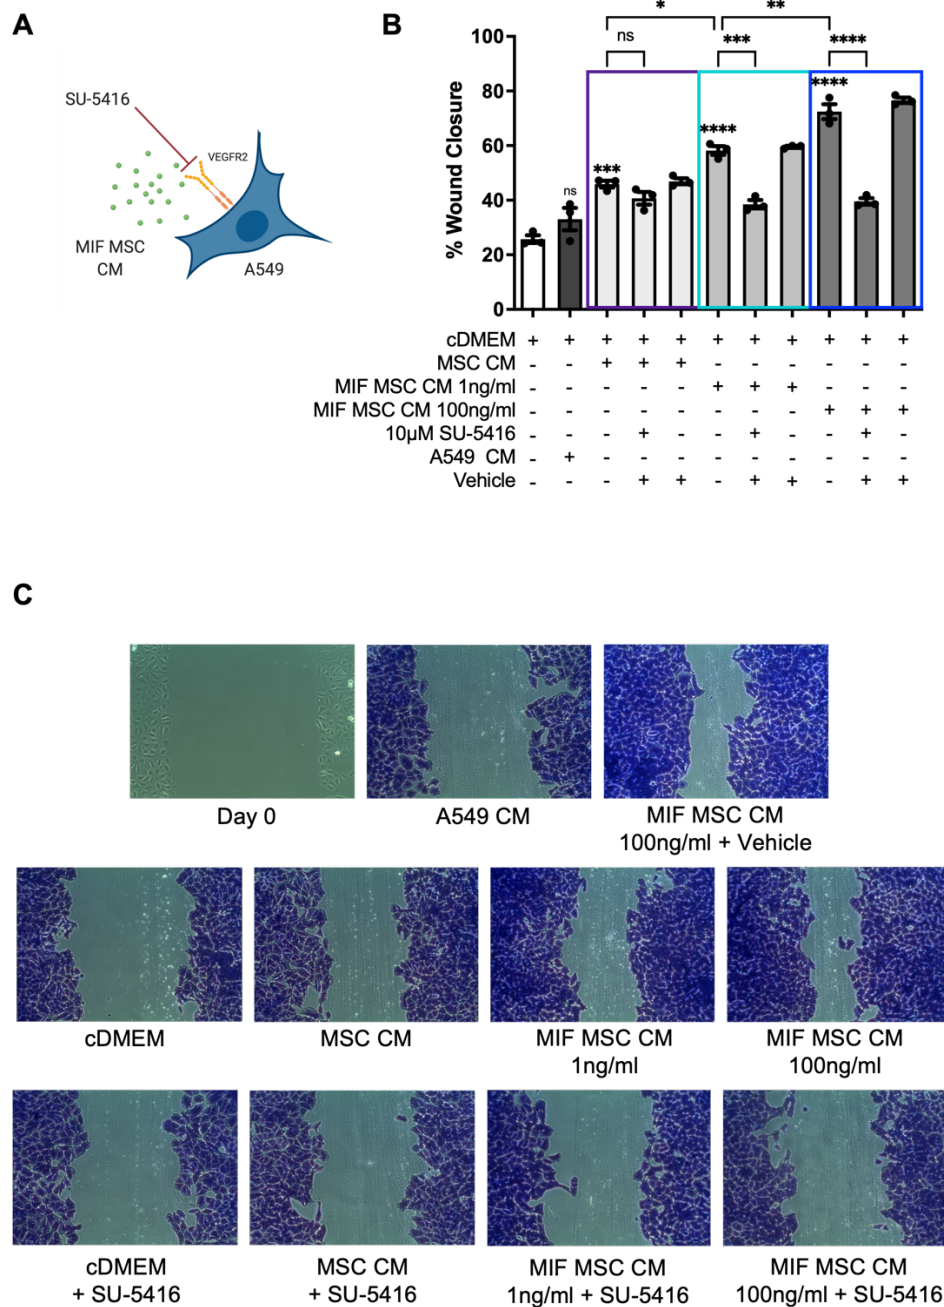 A
SU-5416
VEGFR2
MIF MSC
CM
A549
B
* **
ns *** ****
100
80
60
40
20
0
% Wound Closure
ns *** **** ****
cDMEM + + + + + + + + + + +
MSC CM - - + + + - - - - - -
MIF MSC CM 1ng/ml - - - - - + + + - - -
MIF MSC CM 100ng/ml - - - - - - - - + + +
10µM SU-5416 - - - + - - + - - + -
A549 CM - + - - - - - - - - -
Vehicle - - - + + - + + - + +
C
Day 0
A549 CM
MIF MSC CM
100ng/ml + Vehicle
cDMEM
MSC CM
MIF MSC CM
1ng/ml
MIF MSC CM
100ng/ml
cDMEM
+ SU-5416
MSC CM
+ SU-5416
MIF MSC CM
1ng/ml + SU-5416
MIF MSC CM
100ng/ml + SU-5416